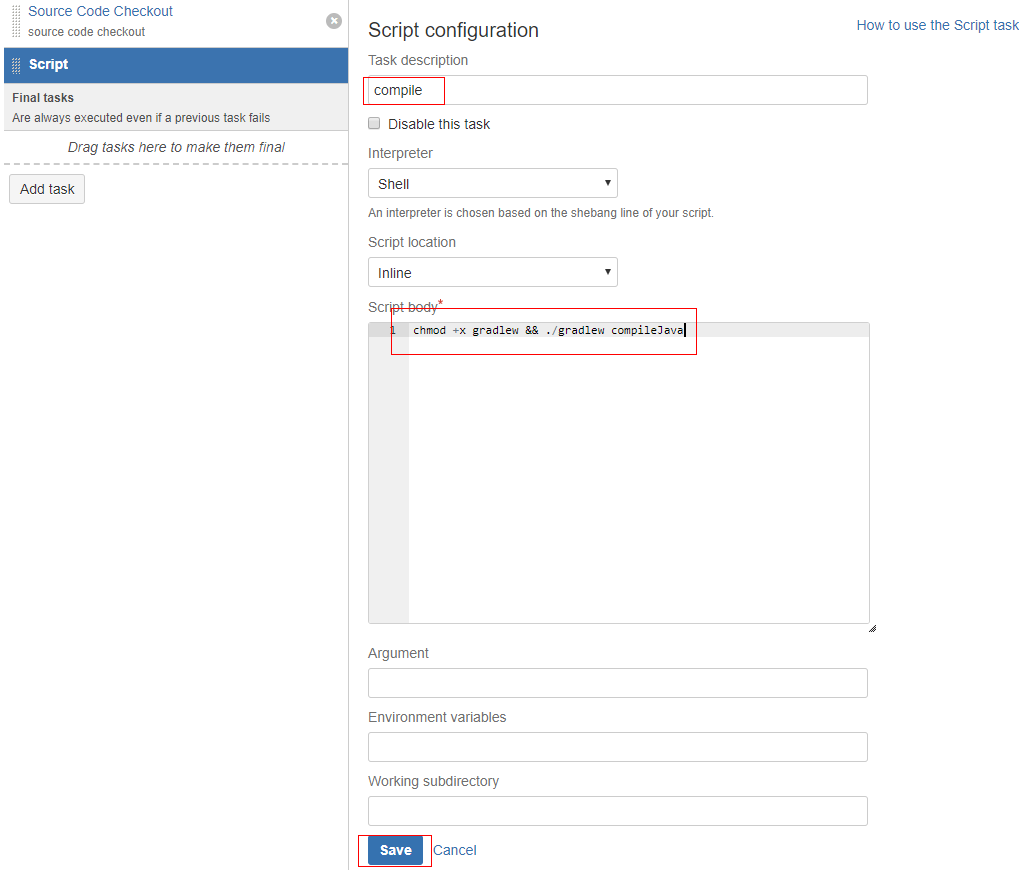 Source Code Checkout
source code checkout
Script
Final tasks
Are always executed even if a previous task fails
Drag tasks here to make them final
Add task
Script configuration
How to use the Script task
Task description
compile
Disable this task
Interpreter
Shell
An interpreter is chosen based on the shebang line of your script.
Script location
Inline
Script body*
1 chmod +x gradlew && ./gradlew compileJava
Argument
Environment variables
Working subdirectory
Save Cancel